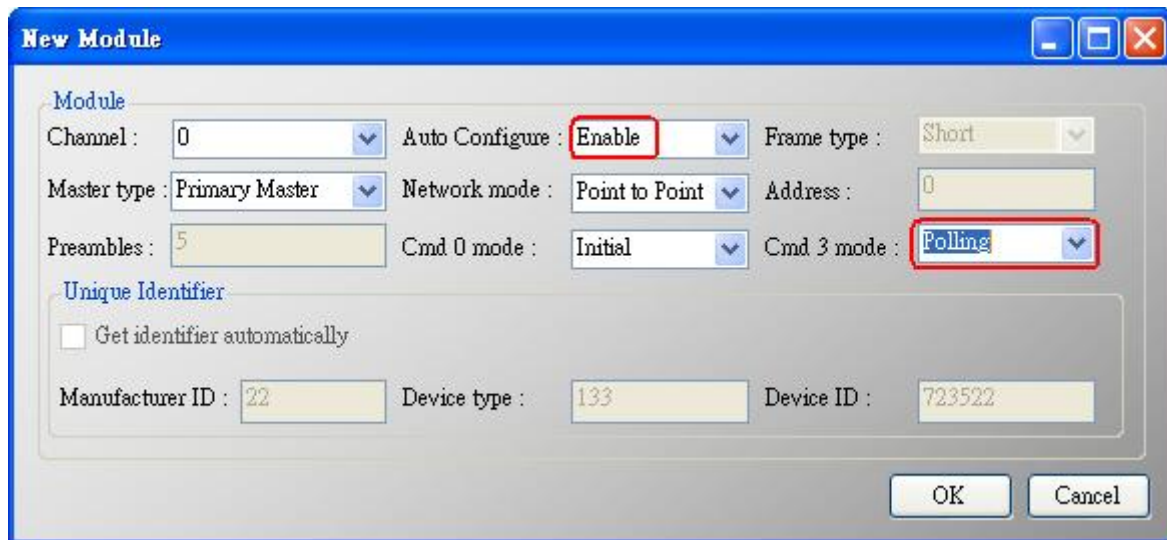 New Module
Module
Channel : 0 Auto Configure : Enable Frame type : Short
Master type : Primary Master Network mode : Point to Point Address : 0
Preambles : 5 Cmd 0 mode : Initial Cmd 3 mode : Polling
Unique Identifier
Get identifier automatically
Manufacturer ID : 22 Device type : 133 Device ID : 723522
OK Cancel